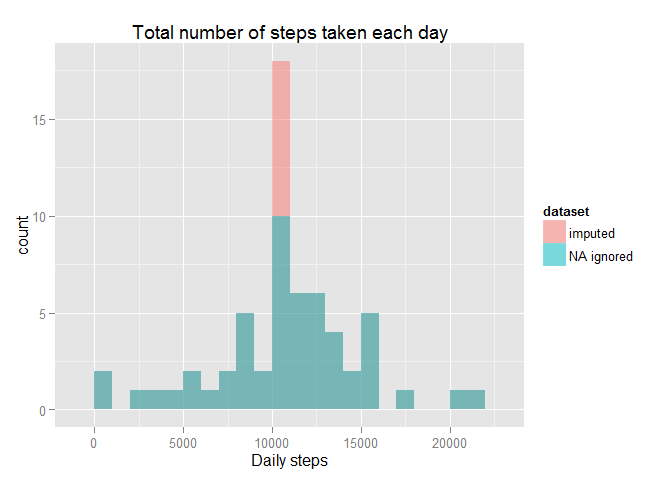 Total number of steps taken each day
count
15
10
5
0
0 5000 10000 15000 20000
Daily steps
dataset
imputed
NA ignored